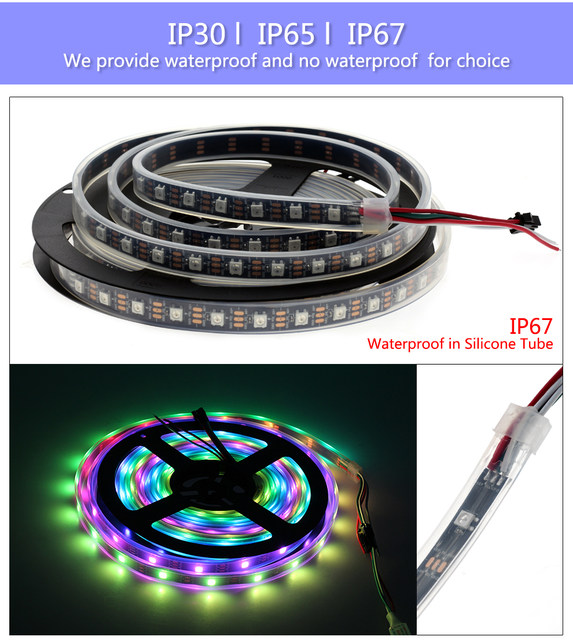 IP30 I IP65 I IP67
We provide waterproof and no waterproof for choice
IP67
Waterproof in Silicone Tube